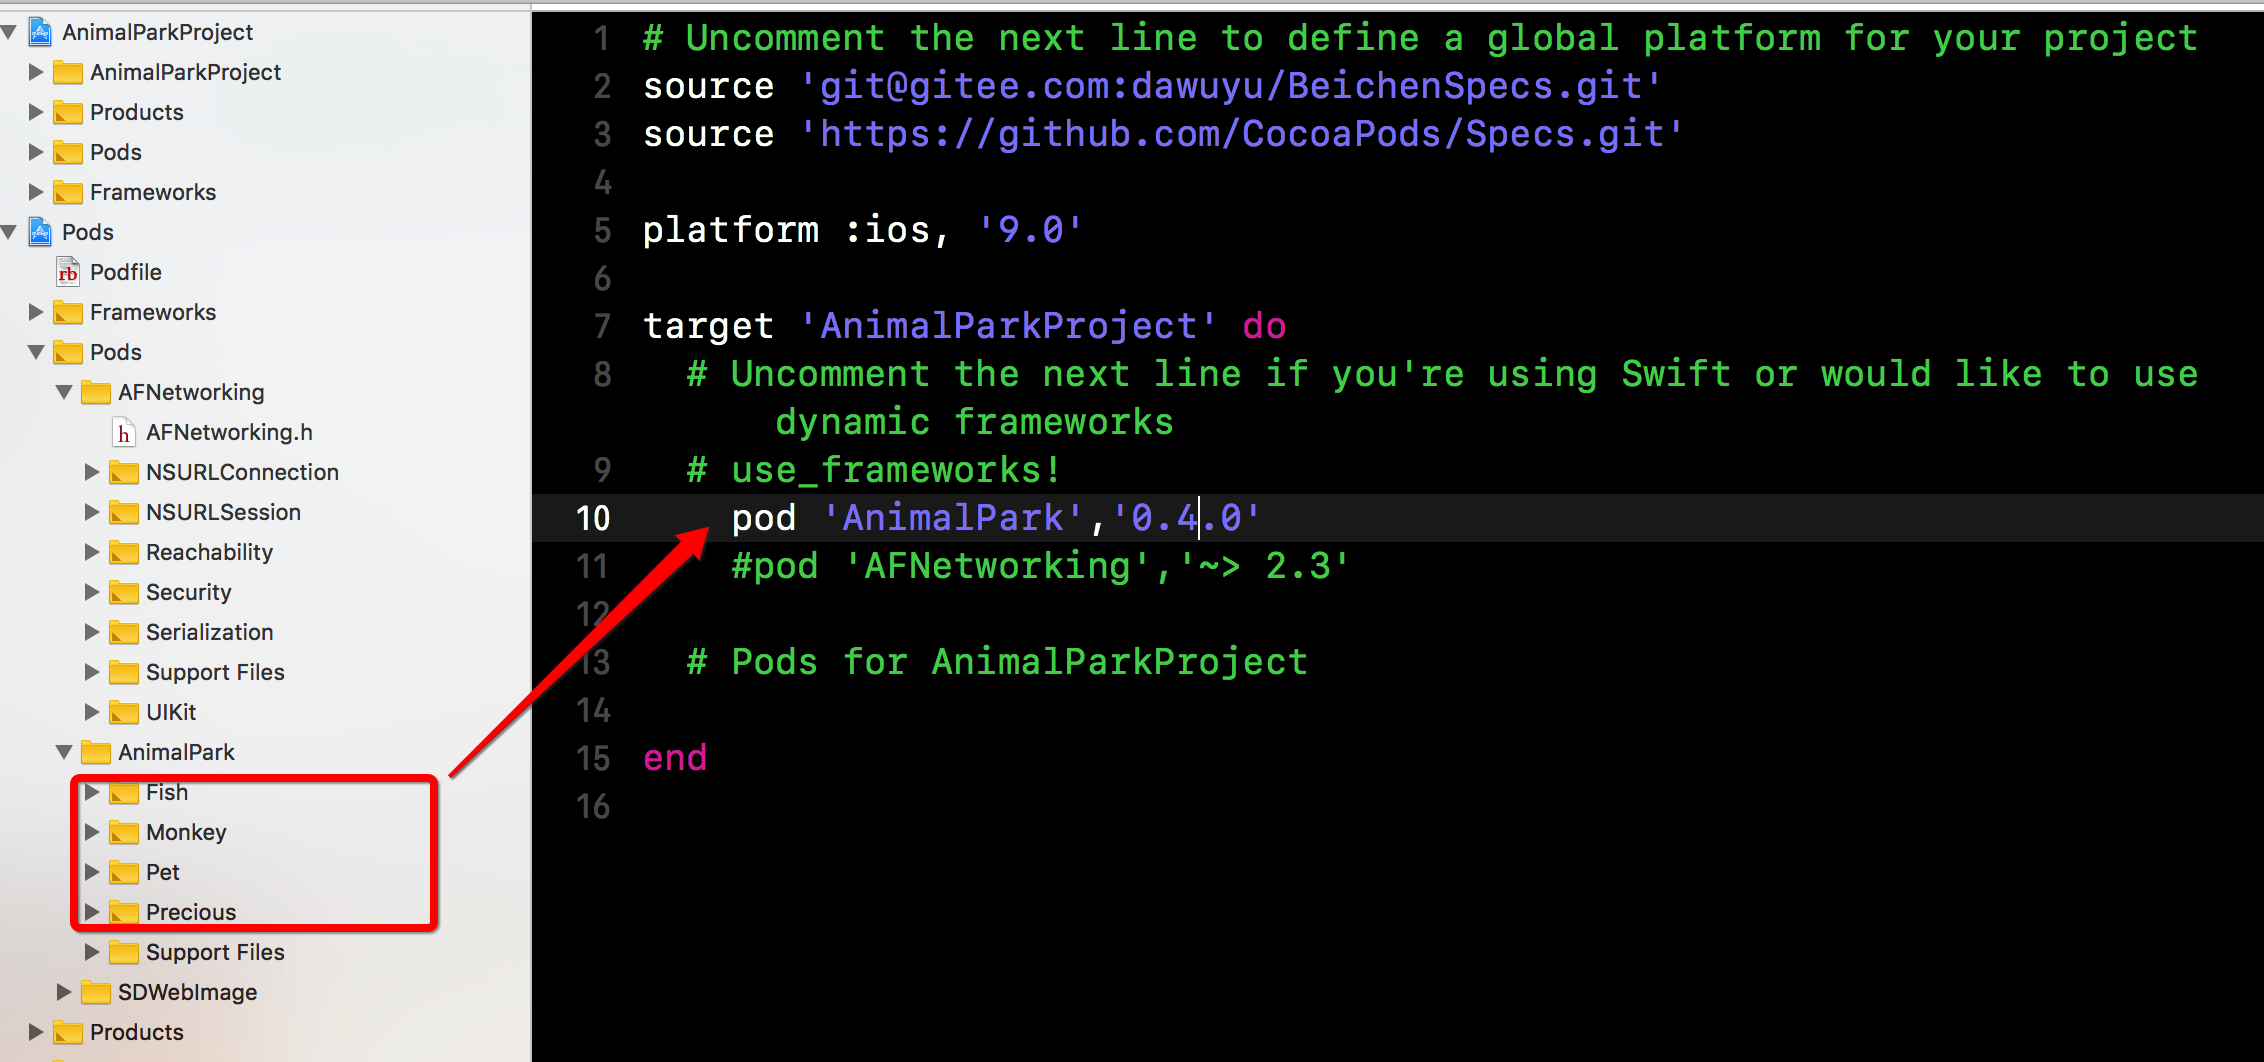 AnimalParkProject
AnimalParkProject
Products
Pods
Frameworks
Pods
rb Podfile
Frameworks
Pods
AFNetworking
h AFNetworking.h
NSURLConnection
NSURLSession
Reachability
Security
Serialization
Support Files
UIKit
AnimalPark
Fish
Monkey
Pet
Precious
Support Files
SDWebImage
Products
1 # Uncomment the next line to define a global platform for your project
2 source 'git@gitee.com:dawuyu/BeichenSpecs.git'
3 source 'https://github.com/CocoaPods/Specs.git'
4
5 platform :ios, '9.0'
6
7 target 'AnimalParkProject' do
8 # Uncomment the next line if you're using Swift or would like to use
dynamic frameworks
9 # use_frameworks!
10 pod 'AnimalPark','0.4.0'
11 #pod 'AFNetworking','~> 2.3'
12
13 # Pods for AnimalParkProject
14
15 end
16